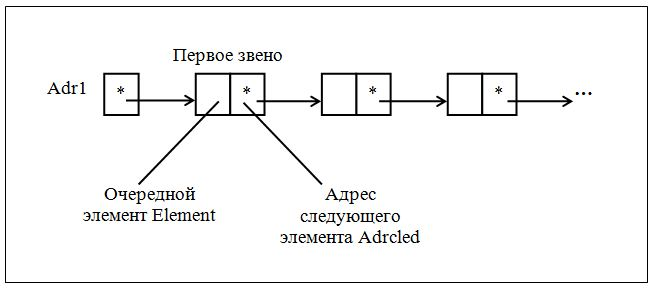 Первое звено
Adr1
*
*
*
*
...
Очередной
элемент Element
Адрес
следующего
элемента Adrcled